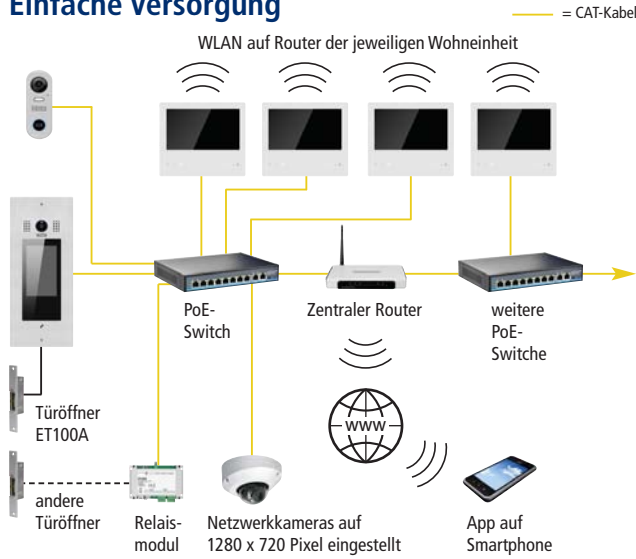 Einfache Versorgung
= CAT-Kabel
WLAN auf Router der jeweiligen Wohneinheit
PoE-
Switch
Zentraler Router
weitere
PoE-
Switche
Türöffner
ET100A
WWW
andere
Türöffner
Relais-
modul
Netzwerkkameras auf
1280 x 720 Pixel eingestellt
App auf
Smartphone